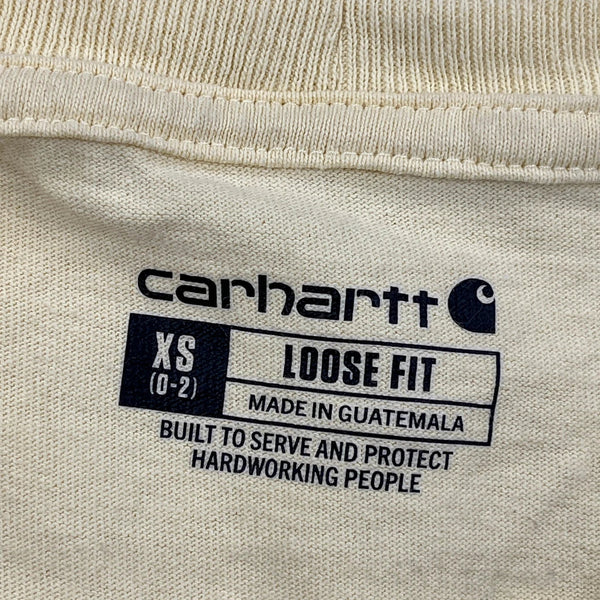 carhartt
XS
(0-2)
LOOSE FIT
MADE IN GUATEMALA
BUILT TO SERVE AND PROTECT
HARDWORKING PEOPLE